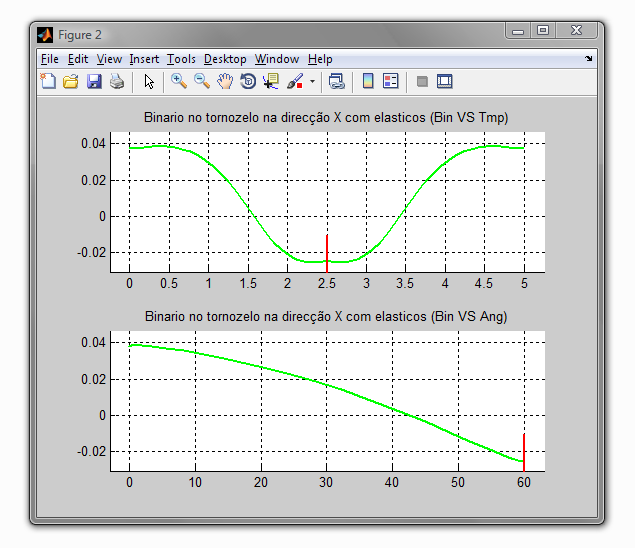 Figure 2
File Edit View Insert Tools Desktop Window Help
Binario no tornozelo na direcção X com elasticos (Bin VS Tmp)
0.04
0.02
0
-0.02
0 0.5 1 1.5 2 2.5 3 3.5 4 4.5 5
Binario no tornozelo na direcção X com elasticos (Bin VS Ang)
0.04
0.02
0
-0.02
0 10 20 30 40 50 60